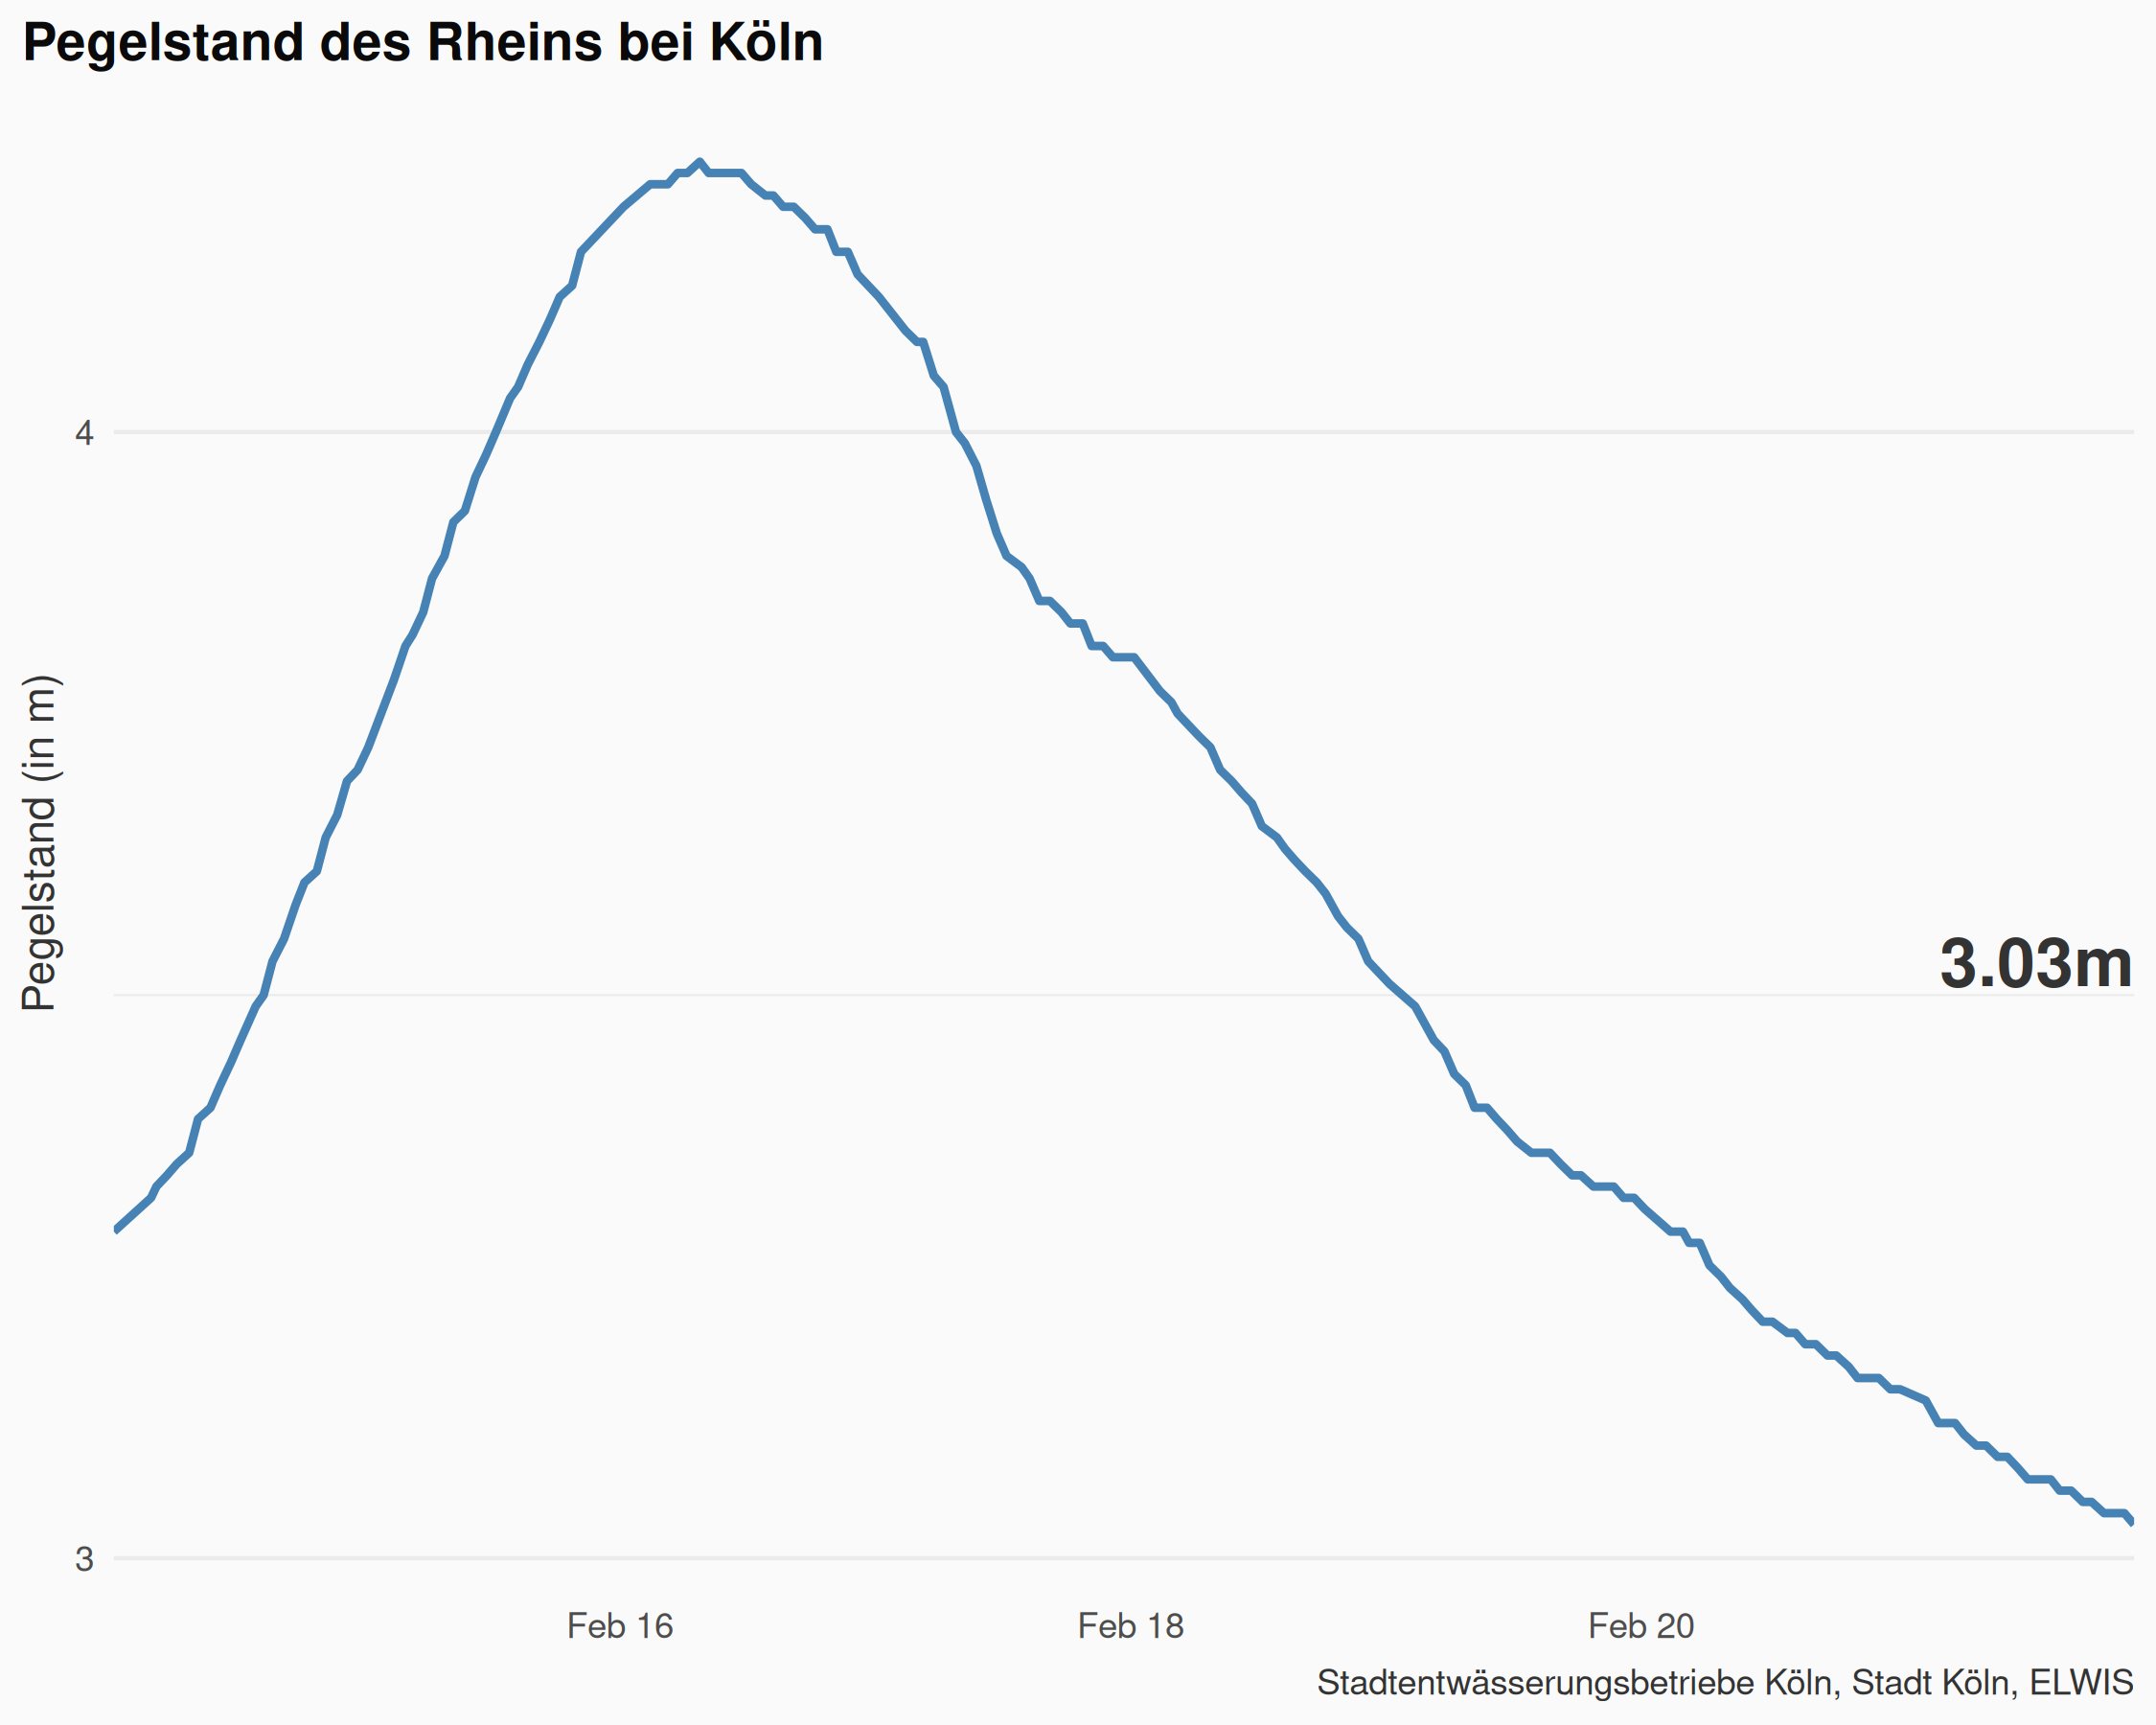 Pegelstand des Rheins bei Köln
Pegelstand (in m)
4
3.03m
3
Feb 16
Feb 18
Feb 20
Stadtentwässerungsbetriebe Köln, Stadt Köln, ELWIS